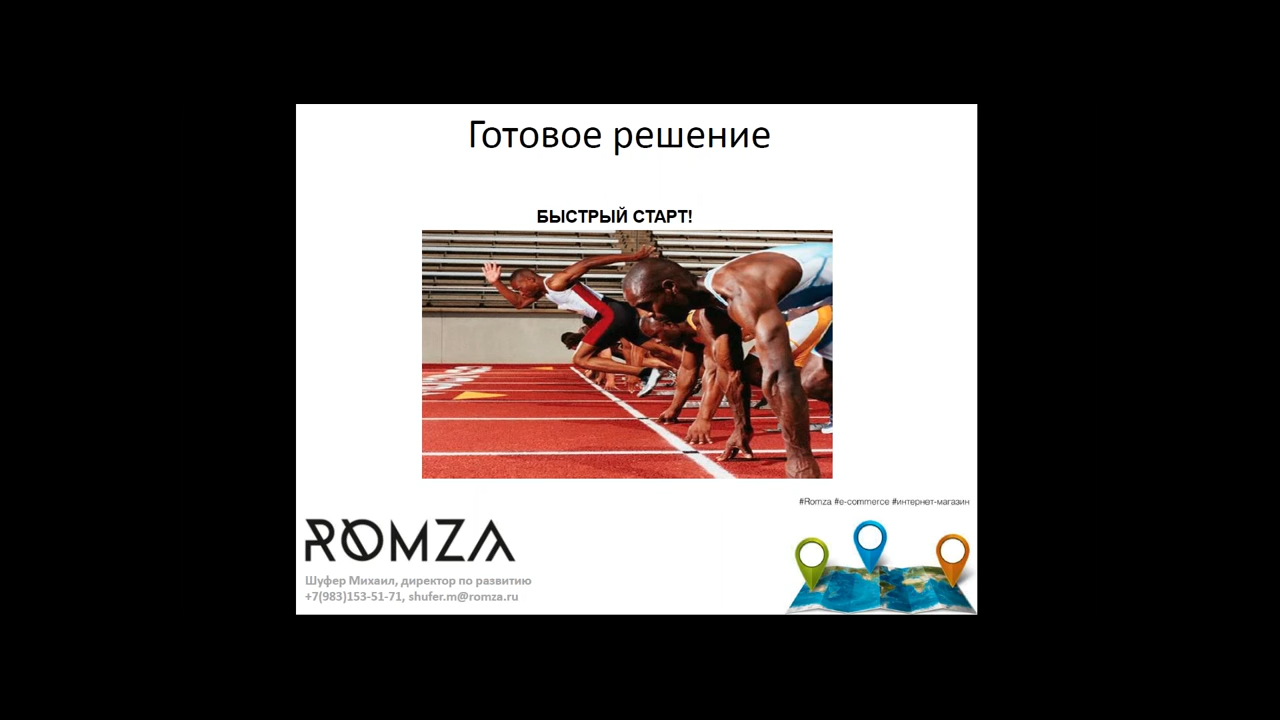 Готовое решение
БЫСТРЫЙ СТАРТ!
#Romza #e-commerce #интернет-магазин
ROMZA
Шуфер Михаил, директор по развитию
+7(983)153-51-71, shufer.m@romza.ru